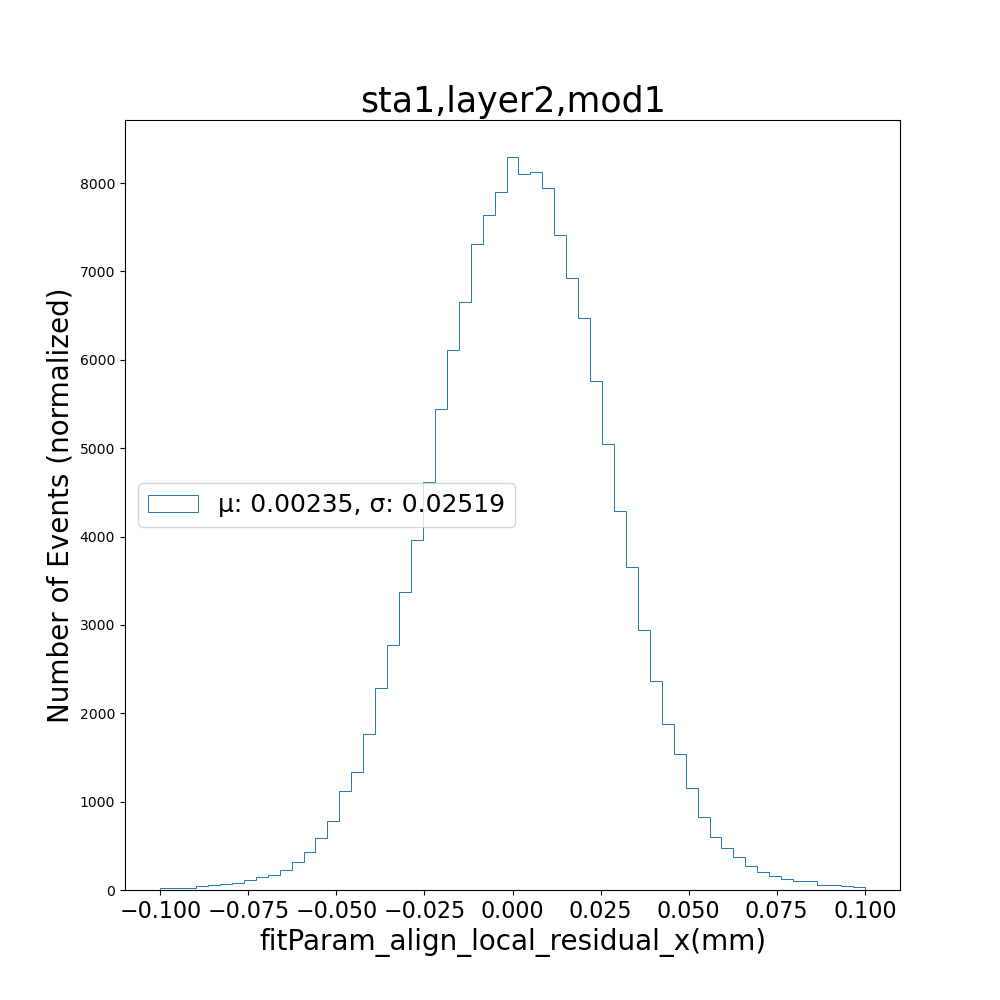 sta1,layer2,mod1
Number of Events (normalized)
8000
7000
6000
5000
4000
3000
2000
1000
0
μ: 0.00235, σ: 0.02519
−0.100 −0.075 −0.050 −0.025 0.000 0.025 0.050 0.075 0.100
fitParam_align_local_residual_x(mm)